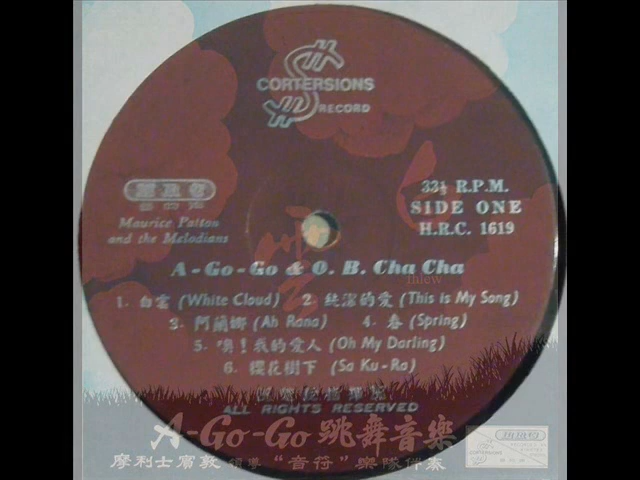 CORTERSIONS
RECORD
33⅓ R.P.M.
SIDE ONE
H.R.C. 1619
Maurice Patton
and the Melodians
A-Go-Go & O. B. Cha Cha
雲
1hlow
1. 白雲 (White Cloud) 2. 純潔的愛 (This is My Song)
3. 阿蘭娜 (Ah Rana) 4. 春 (Spring)
5. 噢！我的愛人 (Oh My Darling)
6. 櫻花樹下 (Sa Ku-Ra)
ALL RIGHTS RESERVED
A-Go-Go 跳舞音樂
摩利士賓敦 領導 "音符" 樂隊伴奏